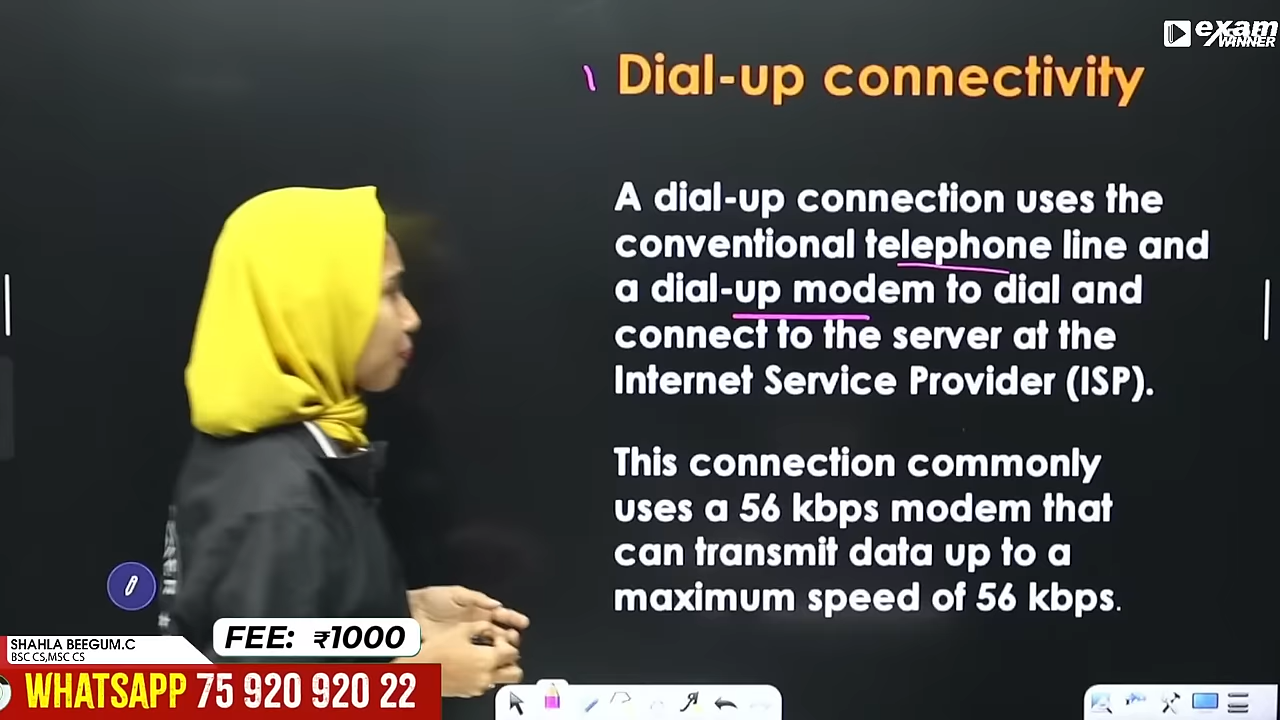 exam
WINNER
Dial-up connectivity
A dial-up connection uses the
conventional telephone line and
a dial-up modem to dial and
connect to the server at the
Internet Service Provider (ISP).
This connection commonly
uses a 56 kbps modem that
can transmit data up to a
maximum speed of 56 kbps.
SHAHLA BEEGUM.C
BSC CS,MSC CS
FEE: ₹1000
WHATSAPP 75 920 920 22